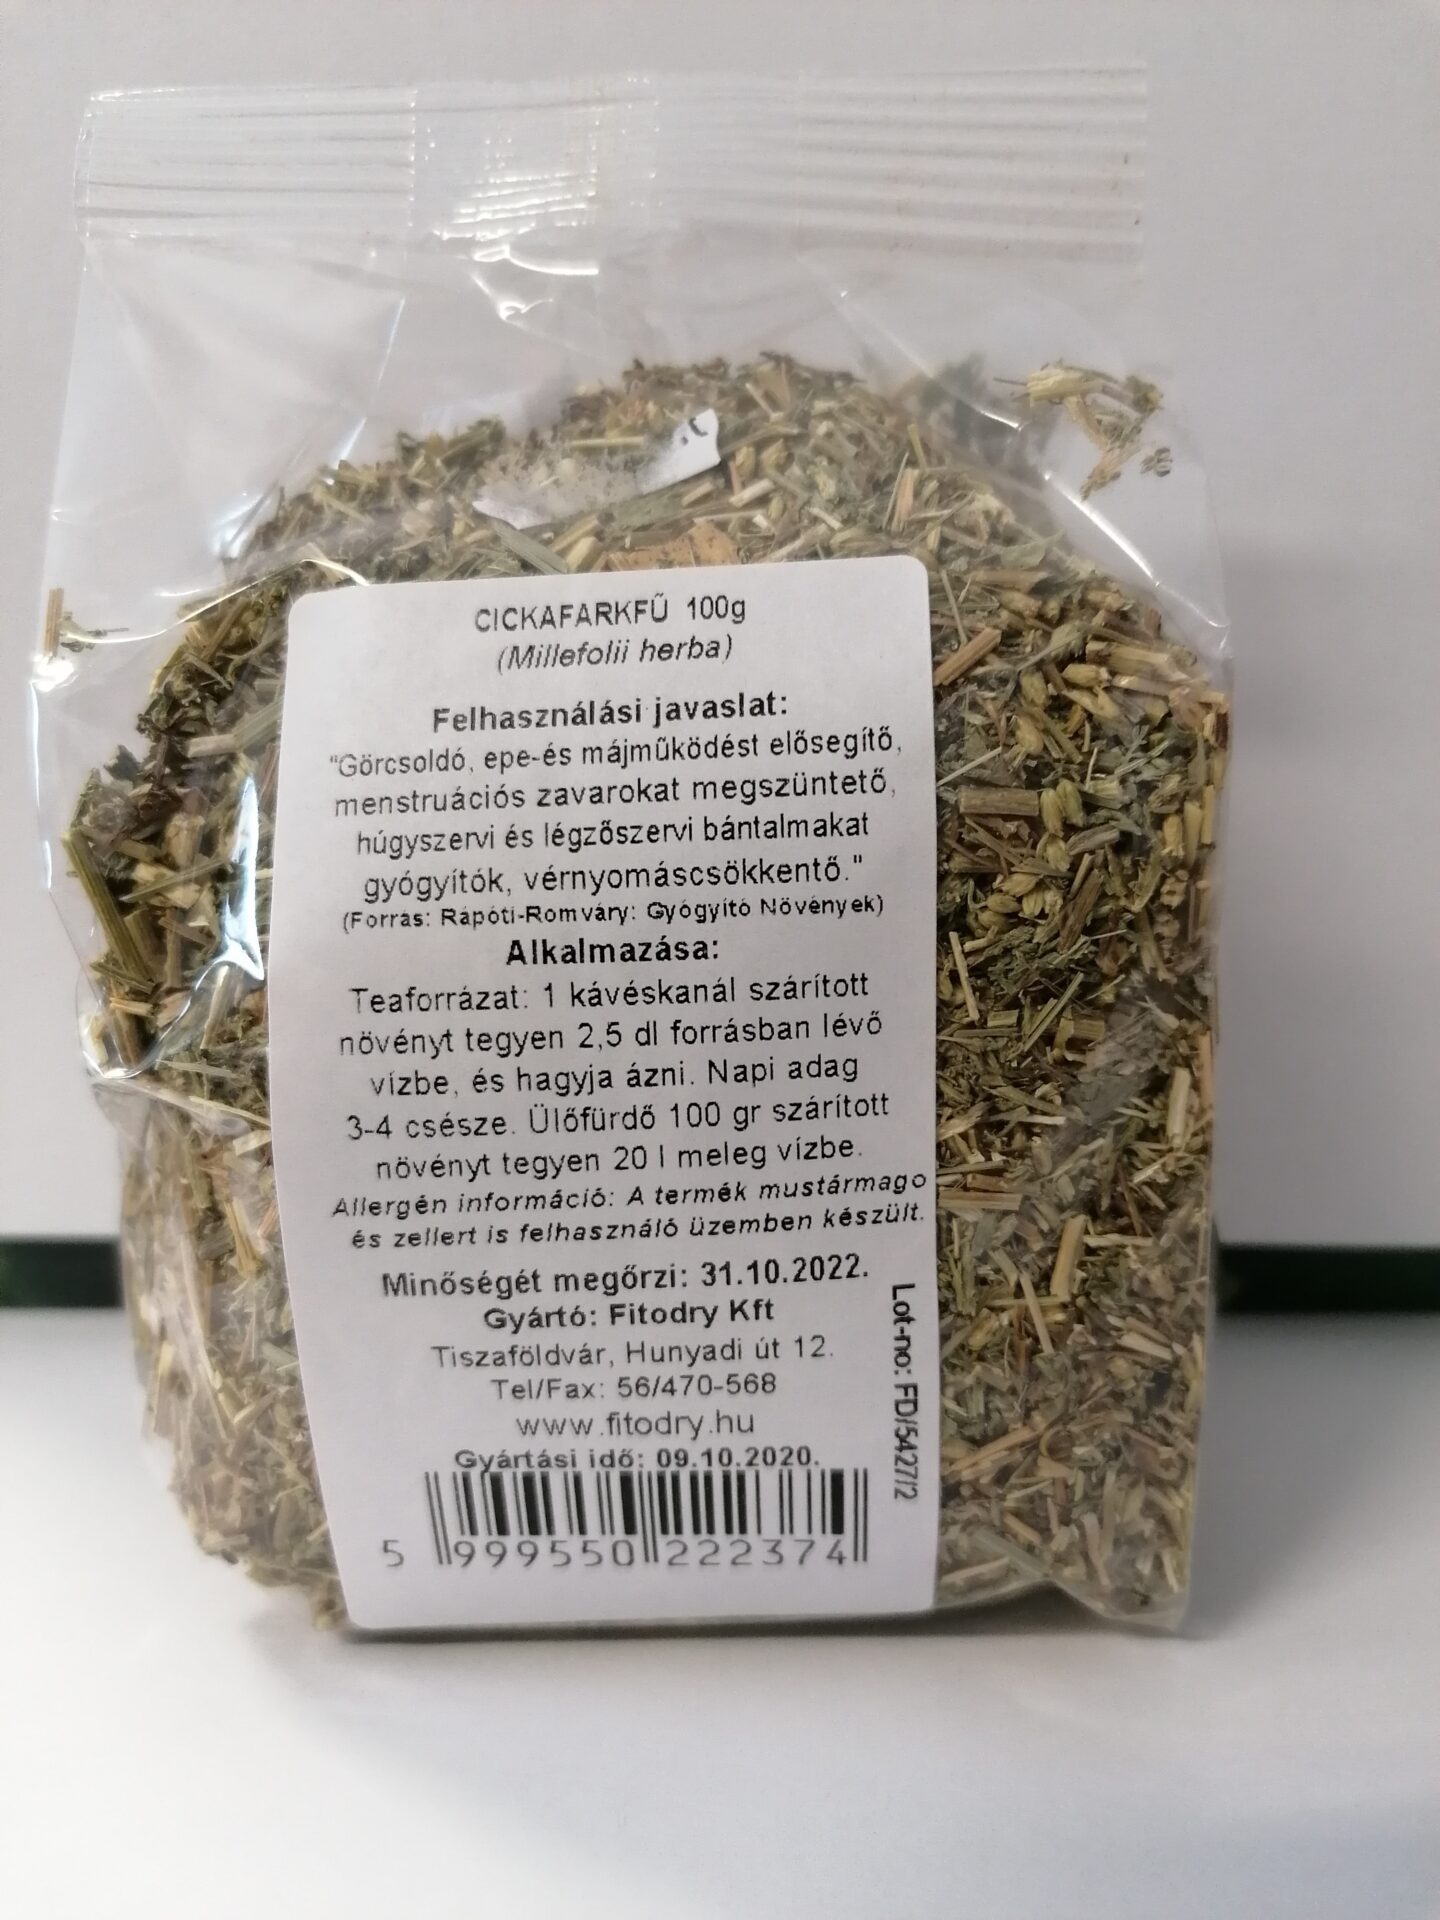 CICKAFARKFŰ 100g
(Millefolii herba)
Felhasználási javaslat:
"Görcsoldó, epe-és májműködést elősegítő,
menstruációs zavarokat megszüntető,
húgyszervi és légzőszervi bántalmakat
gyógyítók, vérnyomáscsökkentő."
(Forrás: Rápóti-Romváry: Gyógyító Növények)
Alkalmazása:
Teaforrázat: 1 kávéskanál szárított
növényt tegyen 2,5 dl forrásban lévő
vízbe, és hagyja ázni. Napi adag
3-4 csésze. Ülőfürdő 100 gr szárított
növényt tegyen 20 l meleg vízbe.
Allergén információ: A termék mustármago
és zellert is felhasználó üzemben készült.
Minőségét megőrzi: 31.10.2022.
Gyártó: Fitodry Kft
Tiszaföldvár, Hunyadi út 12.
Tel/Fax: 56/470-568
www.fitodry.hu
Gyártási idő: 09.10.2020.
5 999550 222374
Lot-no: FD/5427/2